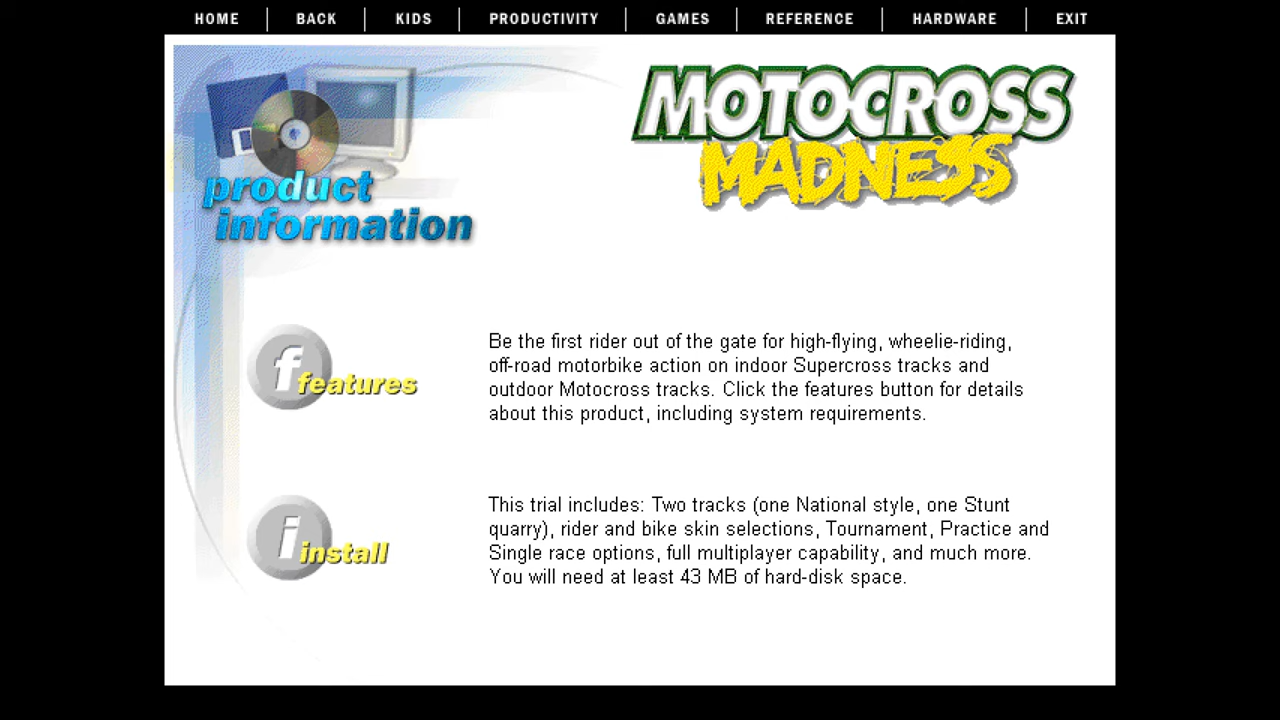 HOME BACK KIDS PRODUCTIVITY GAMES REFERENCE HARDWARE EXIT
MOTOCROSS
MADNESS
product
information
f features
Be the first rider out of the gate for high-flying, wheelie-riding,
off-road motorbike action on indoor Supercross tracks and
outdoor Motocross tracks. Click the features button for details
about this product, including system requirements.
i install
This trial includes: Two tracks (one National style, one Stunt
quarry), rider and bike skin selections, Tournament, Practice and
Single race options, full multiplayer capability, and much more.
You will need at least 43 MB of hard-disk space.